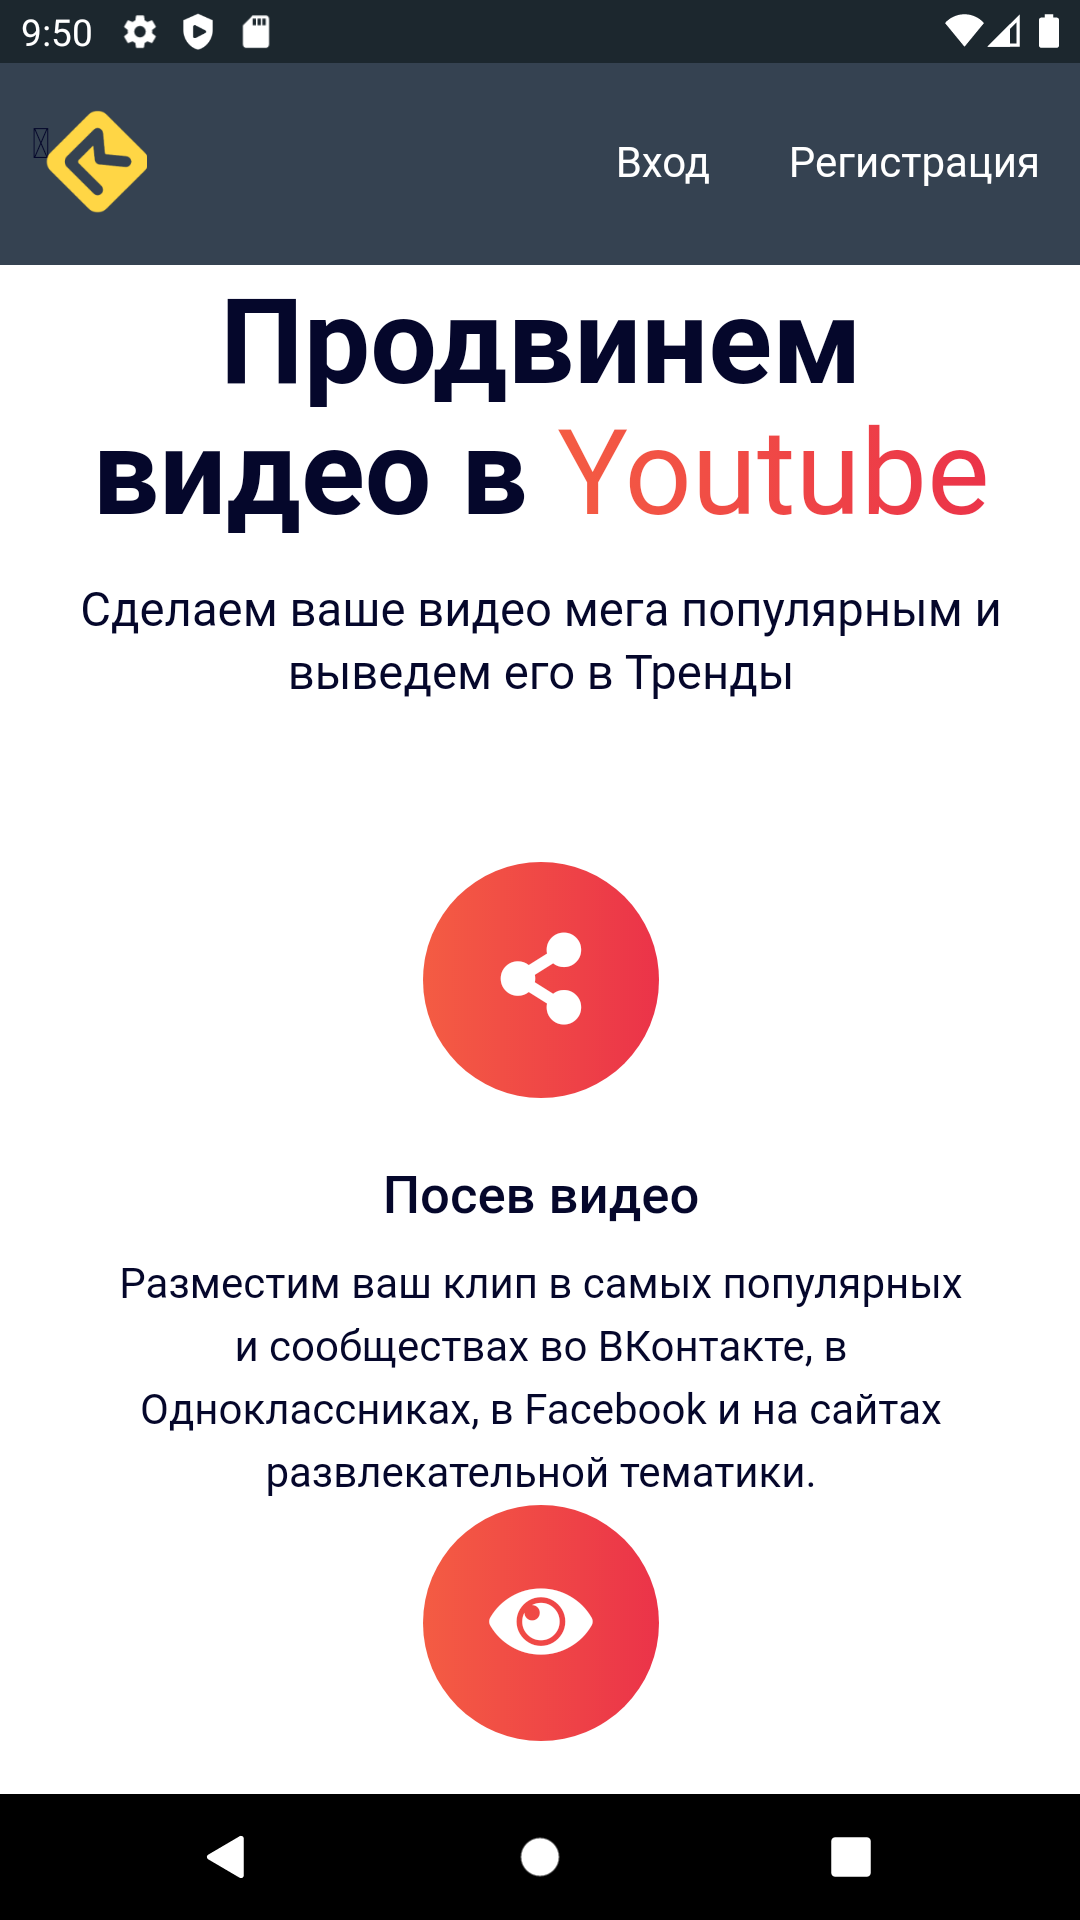 9:50
Вход Регистрация
Продвинем
видео в Youtube
Сделаем ваше видео мега популярным и
выведем его в Тренды
Посев видео
Разместим ваш клип в самых популярных
и сообществах во ВКонтакте, в
Одноклассниках, в Facebook и на сайтах
развлекательной тематики.